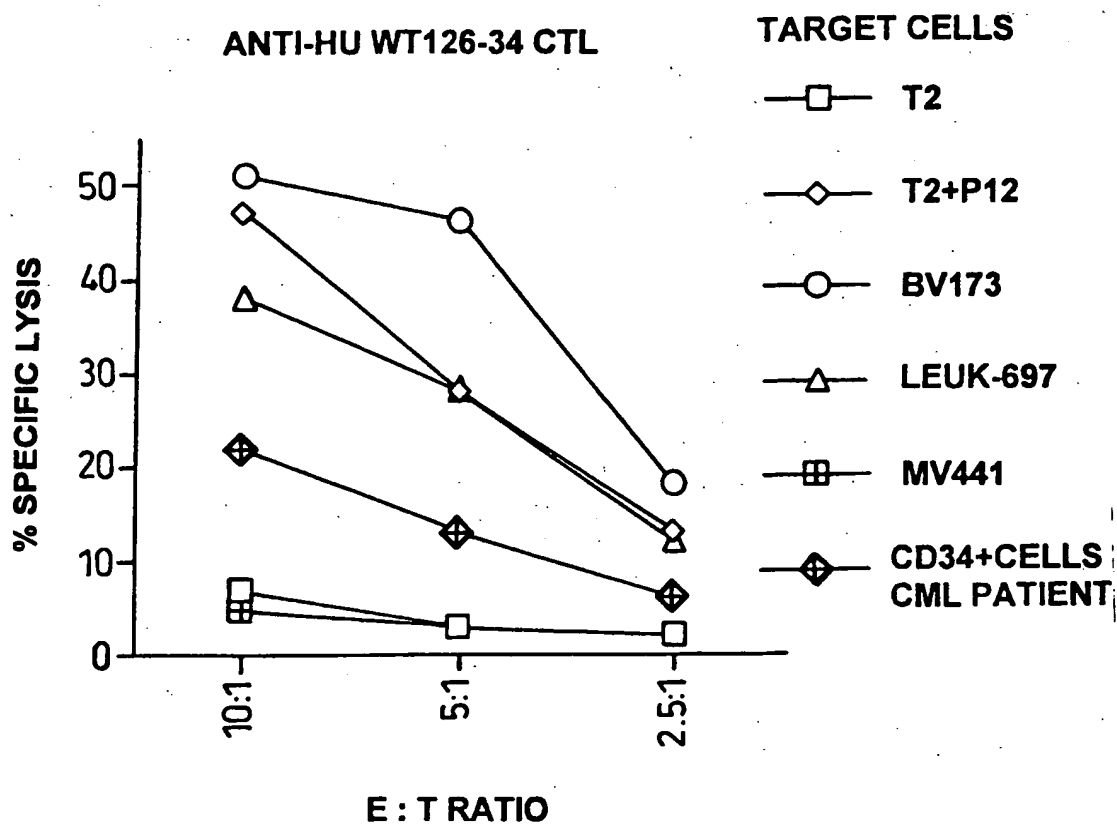 ANTI-HU WT126-34 CTL
TARGET CELLS
T2
T2+P12
BV173
LEUK-697
MV441
CD34+CELLS
CML PATIENT
% SPECIFIC LYSIS
50
40
30
20
10
0
10:1
5:1
2.5:1
E : T RATIO